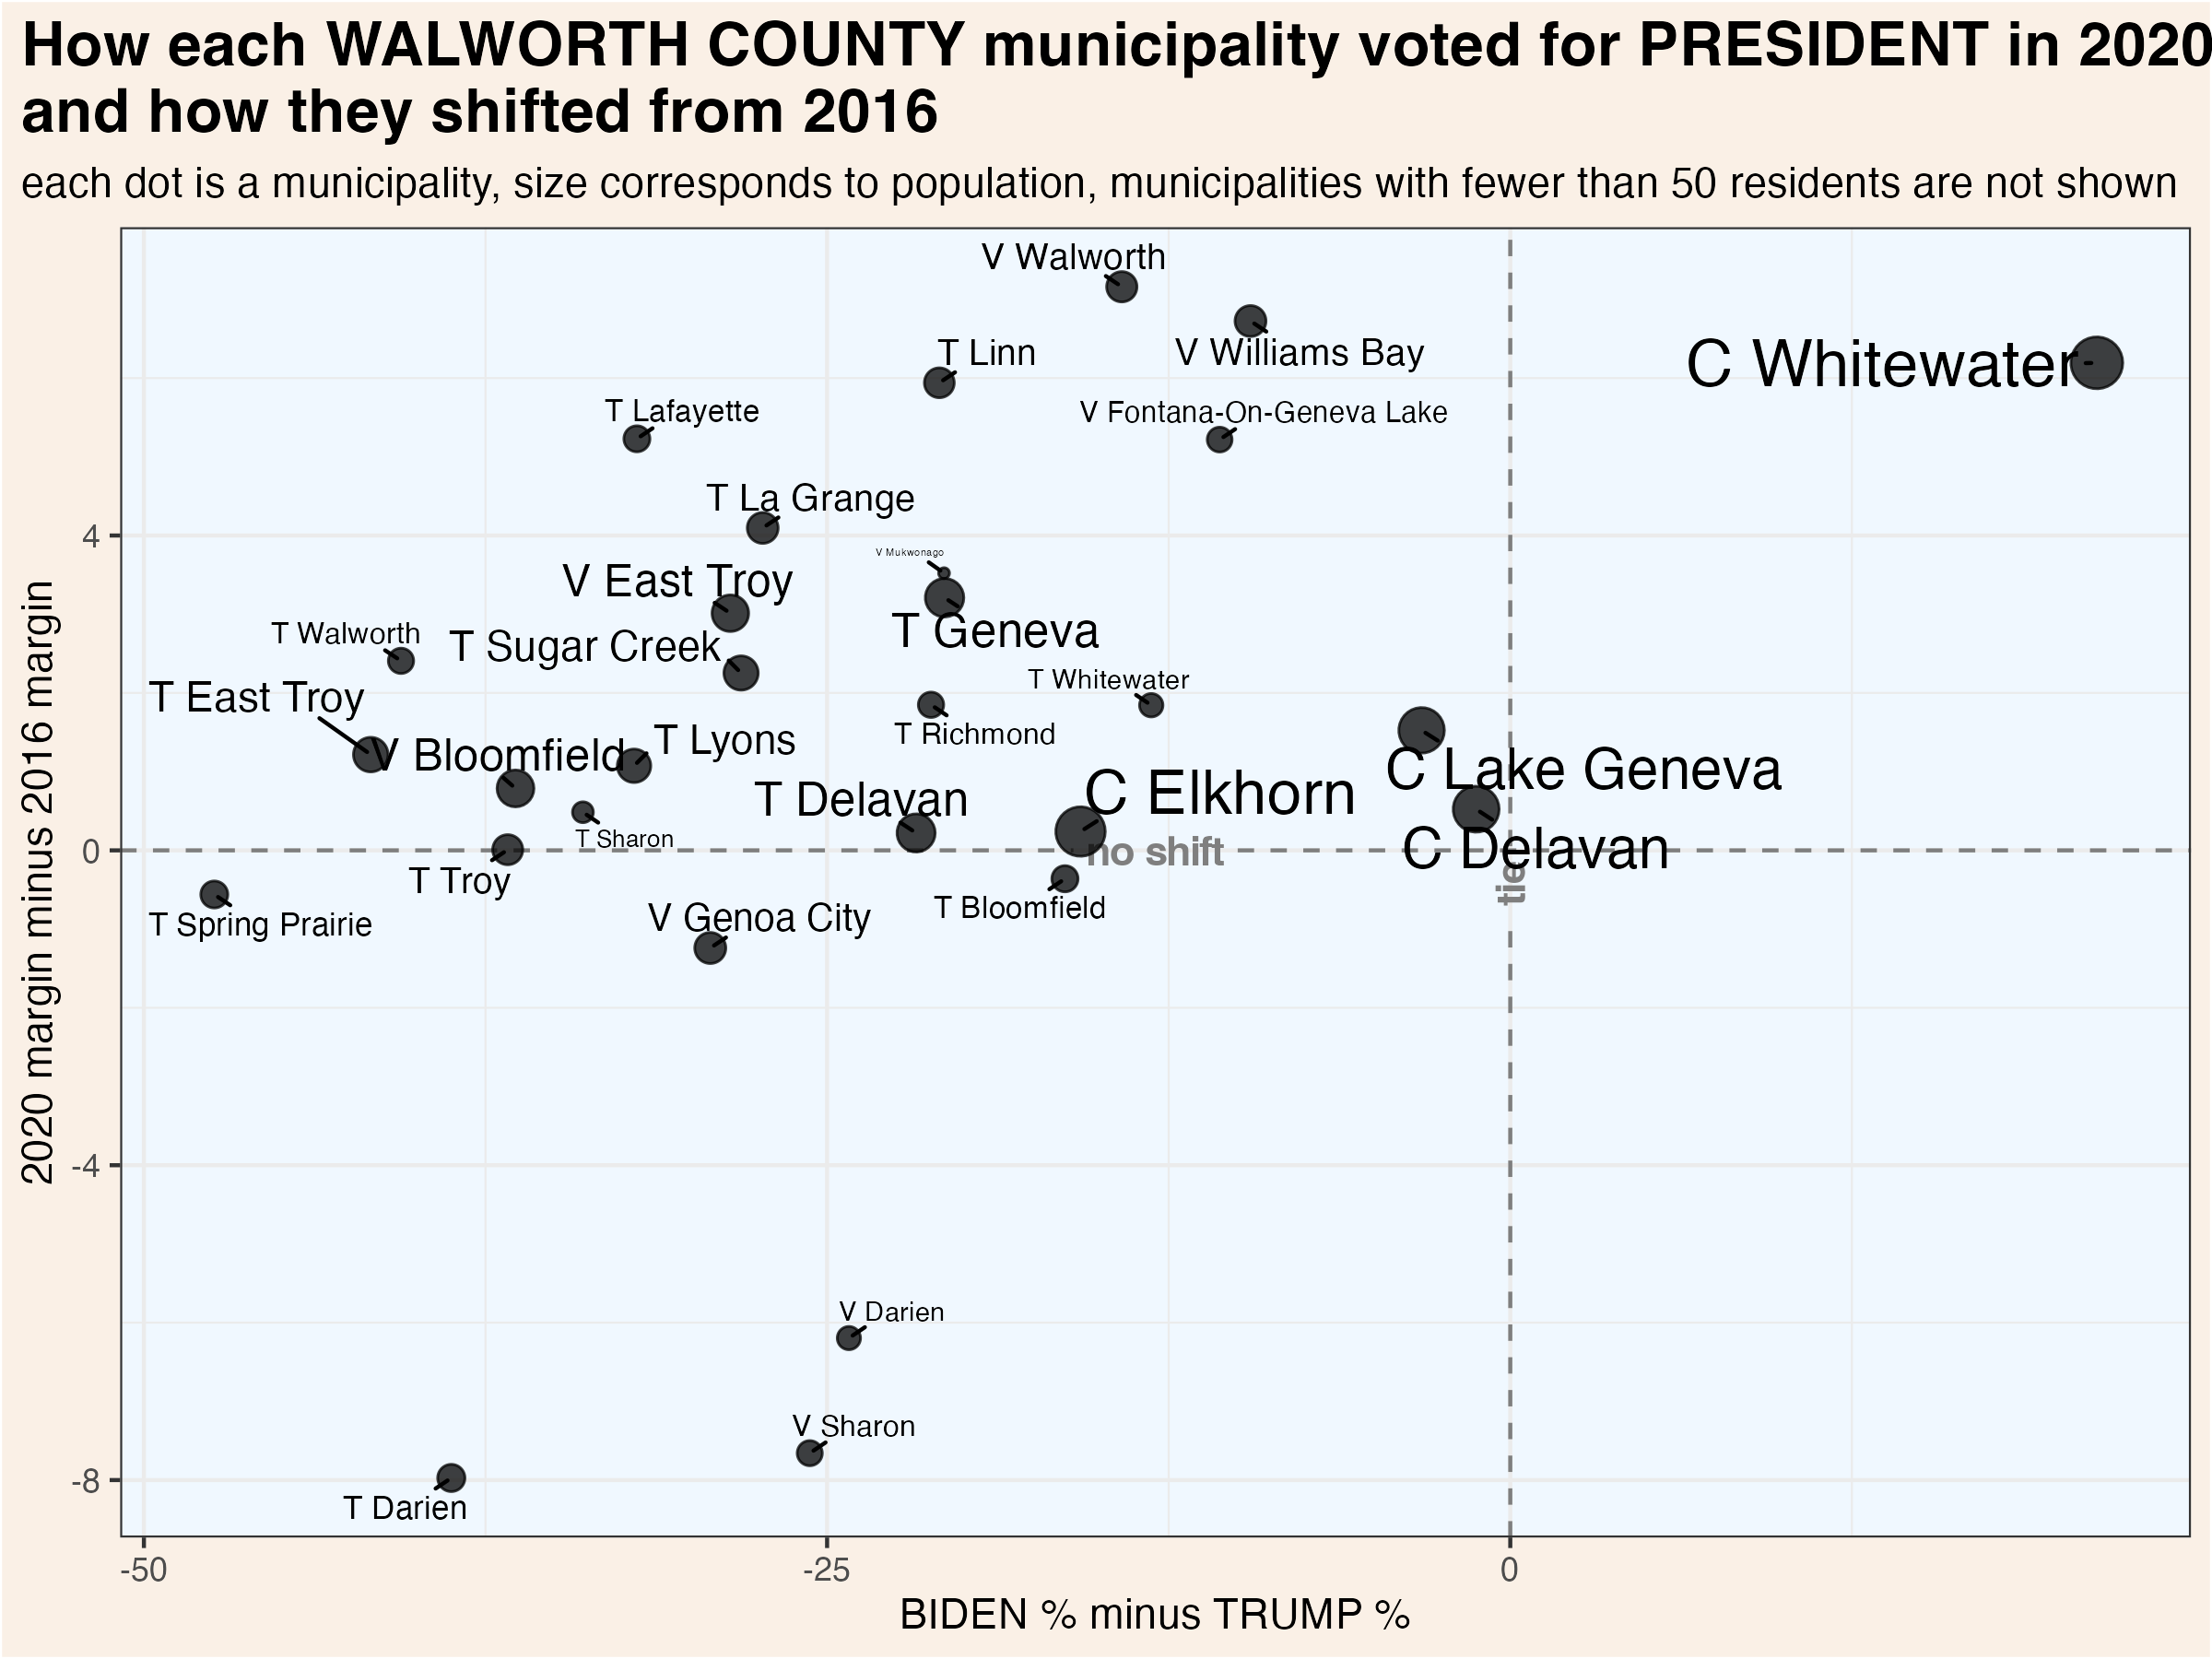 How each WALWORTH COUNTY municipality voted for PRESIDENT in 2020
and how they shifted from 2016
each dot is a municipality, size corresponds to population, municipalities with fewer than 50 residents are not shown
V Walworth
V Williams Bay
T Linn
C Whitewater
T Lafayette
V Fontana-On-Geneva Lake
T La Grange
4
V Mukwonago
V East Troy
T Geneva
T Walworth
T Sugar Creek
T Whitewater
T East Troy
T Richmond
T Lyons
V Bloomfield
C Lake Geneva
C Elkhorn
T Delavan
T Sharon
0
no shift
C Delavan
tie
T Troy
T Bloomfield
T Spring Prairie
V Genoa City
2020 margin minus 2016 margin
-4
V Darien
V Sharon
-8
T Darien
-50
-25
0
BIDEN % minus TRUMP %